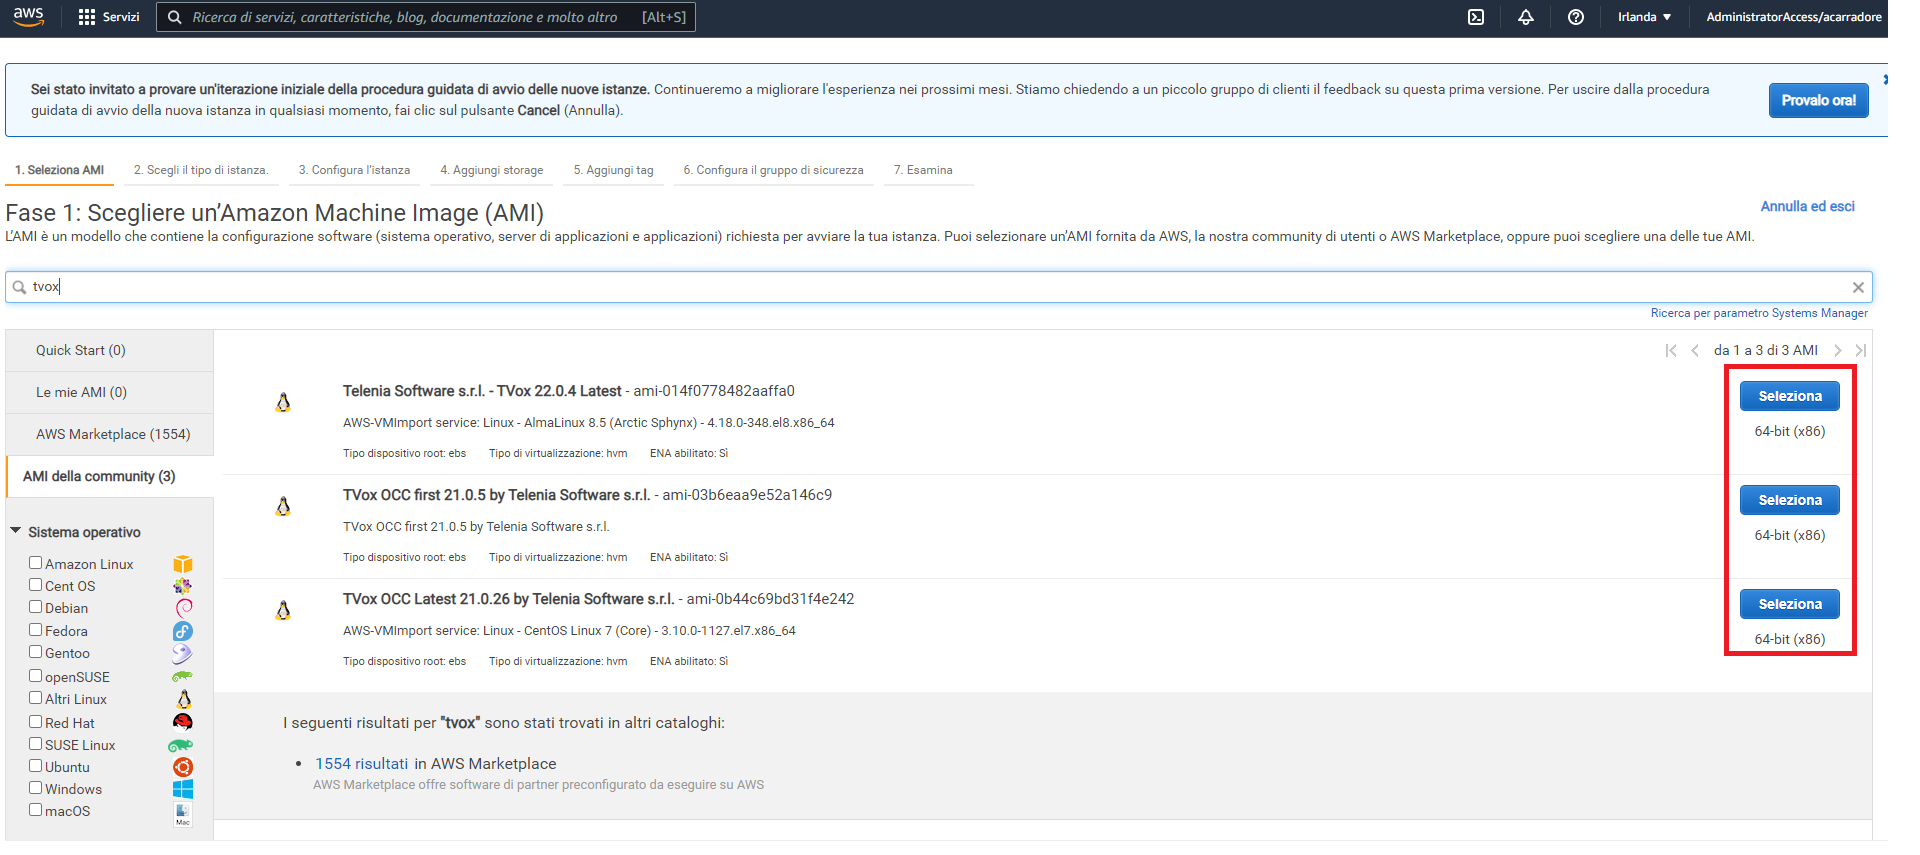 aws Servizi Ricerca di servizi, caratteristiche, blog, documentazione e molto altro [Alt+S] Irlanda AdministratorAccess/acarradore
Sei stato invitato a provare un'iterazione iniziale della procedura guidata di avvio delle nuove istanze. Continueremo a migliorare l'esperienza nei prossimi mesi. Stiamo chiedendo a un piccolo gruppo di clienti il feedback su questa prima versione. Per uscire dalla procedura
guidata di avvio della nuova istanza in qualsiasi momento, fai clic sul pulsante Cancel (Annulla).
Provalo ora!
1. Seleziona AMI 2. Scegli il tipo di istanza. 3. Configura l'istanza 4. Aggiungi storage 5. Aggiungi tag 6. Configura il gruppo di sicurezza 7. Esamina
Fase 1: Scegliere un'Amazon Machine Image (AMI)
Annulla ed esci
L'AMI è un modello che contiene la configurazione software (sistema operativo, server di applicazioni e applicazioni) richiesta per avviare la tua istanza. Puoi selezionare un'AMI fornita da AWS, la nostra community di utenti o AWS Marketplace, oppure puoi scegliere una delle tue AMI.
tvox
Ricerca per parametro Systems Manager
Quick Start (0)
Le mie AMI (0)
AWS Marketplace (1554)
AMI della community (3)
Sistema operativo
Amazon Linux
Cent OS
Debian
Fedora
Gentoo
openSUSE
Altri Linux
Red Hat
SUSE Linux
Ubuntu
Windows
macOS
Mac
da 1 a 3 di 3 AMI
Telenia Software s.r.l. - TVox 22.0.4 Latest - ami-014f0778482aaffa0
AWS-VMImport service: Linux - AlmaLinux 8.5 (Arctic Sphynx) - 4.18.0-348.el8.x86_64
Tipo dispositivo root: ebs Tipo di virtualizzazione: hvm ENA abilitato: Sì
Seleziona
64-bit (x86)
TVox OCC first 21.0.5 by Telenia Software s.r.l. - ami-03b6eaa9e52a146c9
TVox OCC first 21.0.5 by Telenia Software s.r.l.
Tipo dispositivo root: ebs Tipo di virtualizzazione: hvm ENA abilitato: Sì
Seleziona
64-bit (x86)
TVox OCC Latest 21.0.26 by Telenia Software s.r.l. - ami-0b44c69bd31f4e242
AWS-VMImport service: Linux - CentOS Linux 7 (Core) - 3.10.0-1127.el7.x86_64
Tipo dispositivo root: ebs Tipo di virtualizzazione: hvm ENA abilitato: Sì
Seleziona
64-bit (x86)
I seguenti risultati per "tvox" sono stati trovati in altri cataloghi:
• 1554 risultati in AWS Marketplace
AWS Marketplace offre software di partner preconfigurato da eseguire su AWS